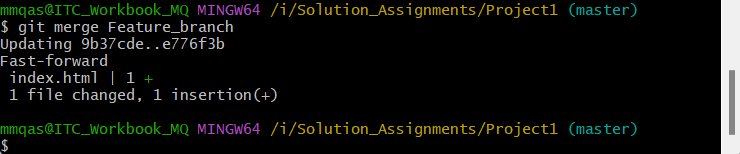 mmqas@ITC_Workbook_MQ MINGW64 /i/Solution_Assignments/Project1 (master)
$ git merge Feature_branch
Updating 9b37cde..e776f3b
Fast-forward
 index.html | 1 +
 1 file changed, 1 insertion(+)
mmqas@ITC_Workbook_MQ MINGW64 /i/Solution_Assignments/Project1 (master)
$